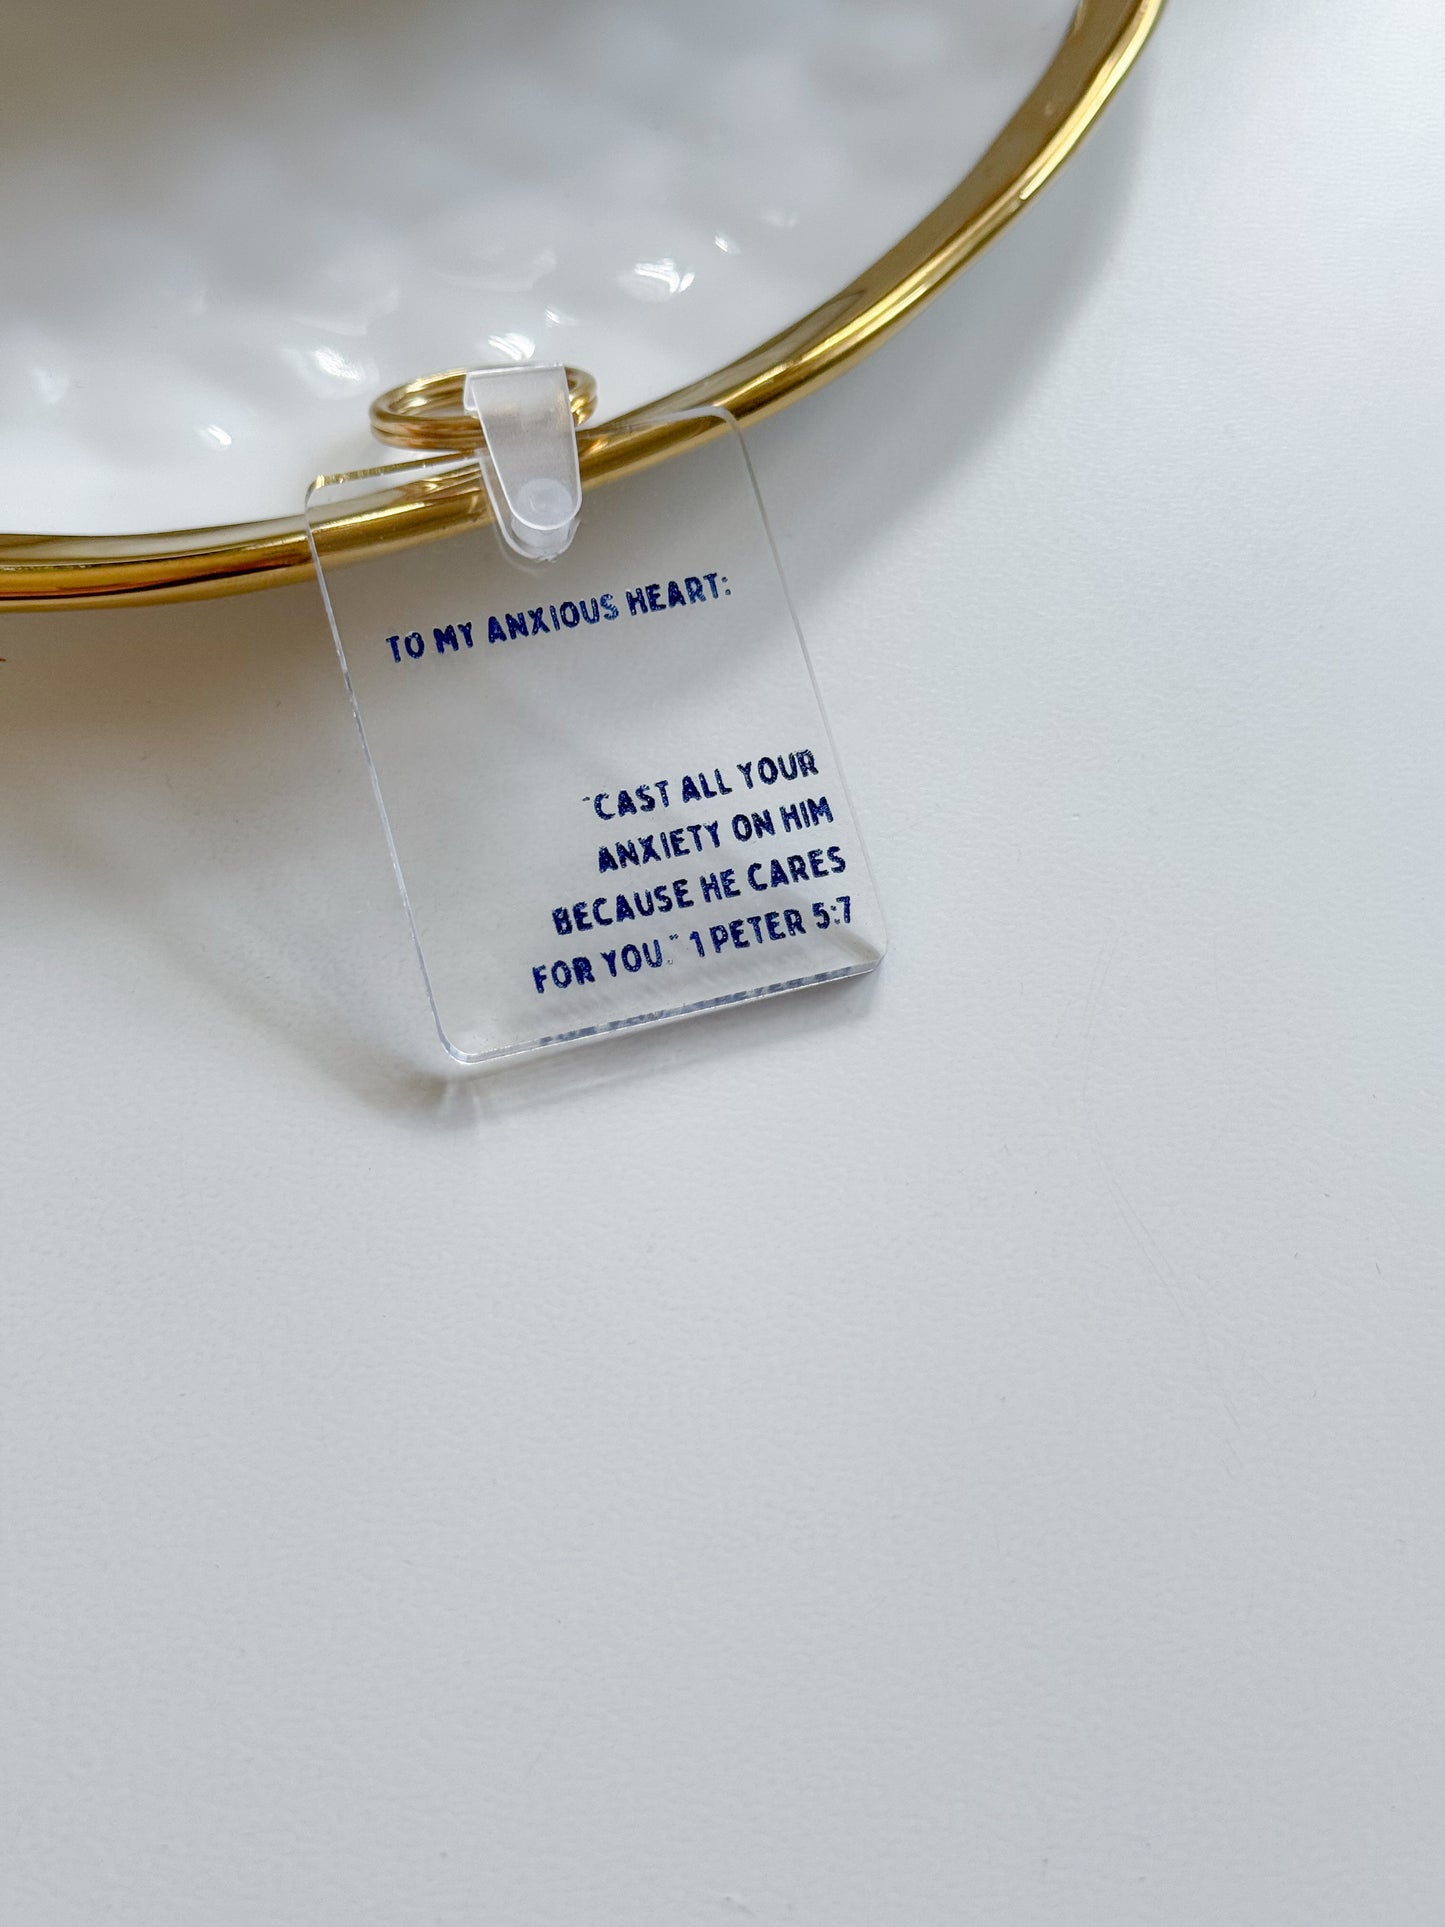 TO MY ANXIOUS HEART:
"CAST ALL YOUR
ANXIETY ON HIM
BECAUSE HE CARES
FOR YOU." 1 PETER 5:7